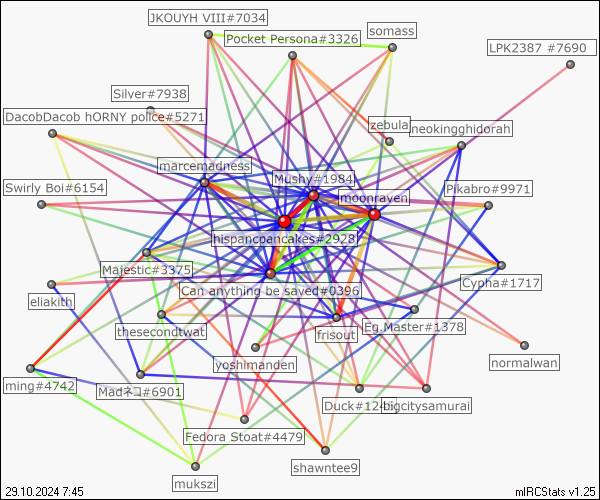 JKOUYH VIII#7034
somass
Pocket Persona#3326
LPK2387 #7690
Silver#7938
DacobDacob hORNY police#5271
zebula
neokingghidorah
marcemadness
Mushy#1984
Swirly Boi#6154
moonraven
Pikabro#9971
hispancpancakes#2928
Majestic#3375
Can anything be saved#0396
Cypha#1717
eliakith
thesecondtwat
frisout
Eg.Master#1378
yoshimanden
normalwan
ming#4742
Madネコ#6901
Duck#124
bigcitysamurai
Fedora Stoat#4479
shawntee9
mukszi
29.10.2024 7:45
mIRCStats v1.25